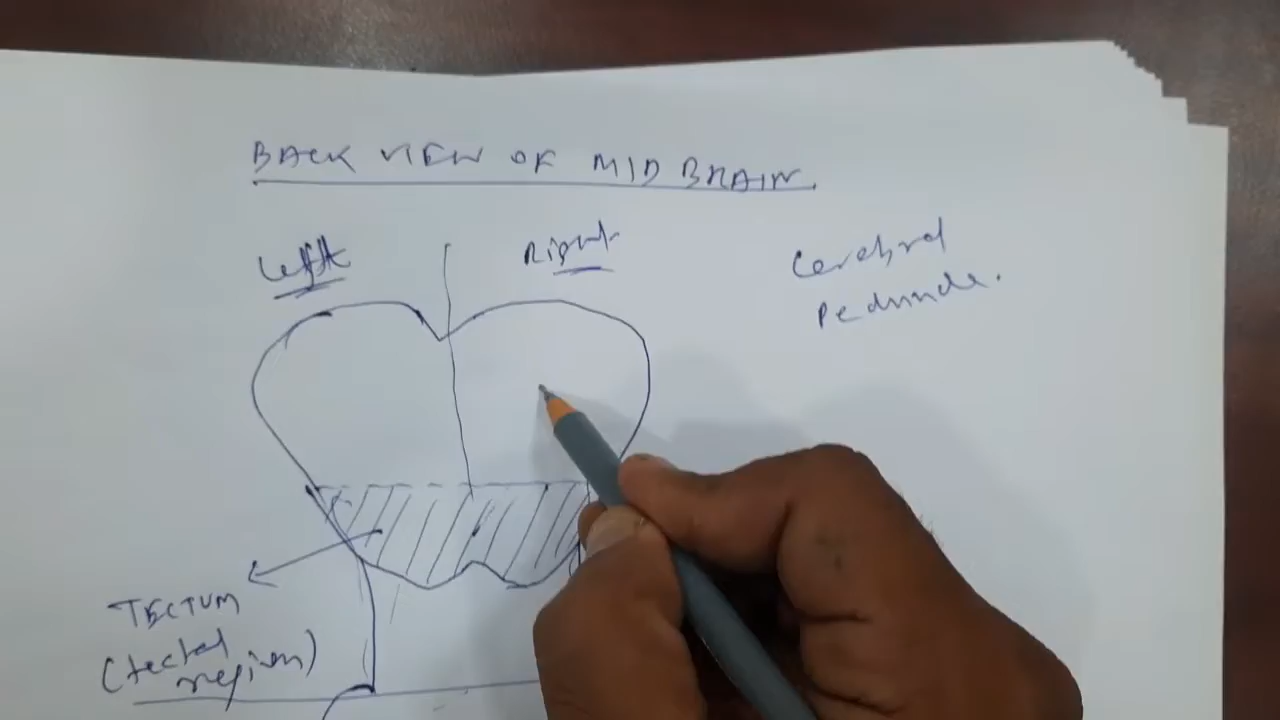 BACK VIEW OF MID BRAIN.
Left
Right
Cerebral
Peduncle.
TECTUM
(tectal
region)